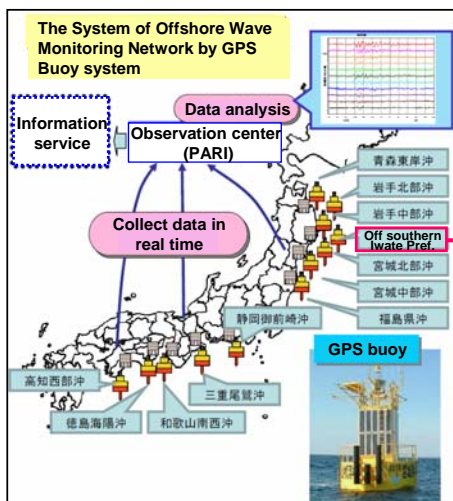 The System of Offshore Wave
Monitoring Network by GPS
Buoy system
Data analysis
Information
service
Observation center
(PARI)
Collect data in
real time
青森東岸沖
岩手北部沖
岩手中部沖
Off southern
Iwate Pref.
宮城北部沖
宮城中部沖
福島県沖
静岡御前崎沖
三重尾鷲沖
和歌山南西沖
徳島海陽沖
高知西部沖
GPS buoy